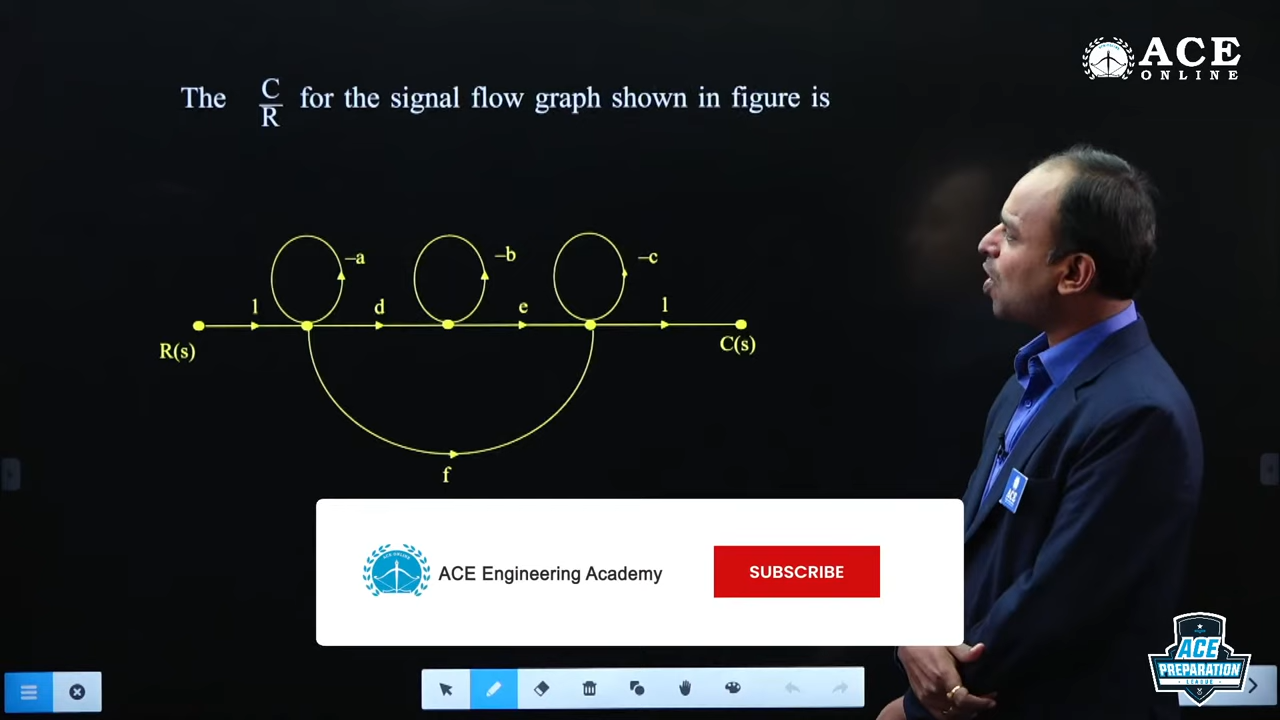 ACE
ONLINE
The C/R for the signal flow graph shown in figure is
–a
–b
–c
1
d
e
1
R(s)
C(s)
f
ACE Engineering Academy
SUBSCRIBE
ACE
PREPARATION
LEAGUE